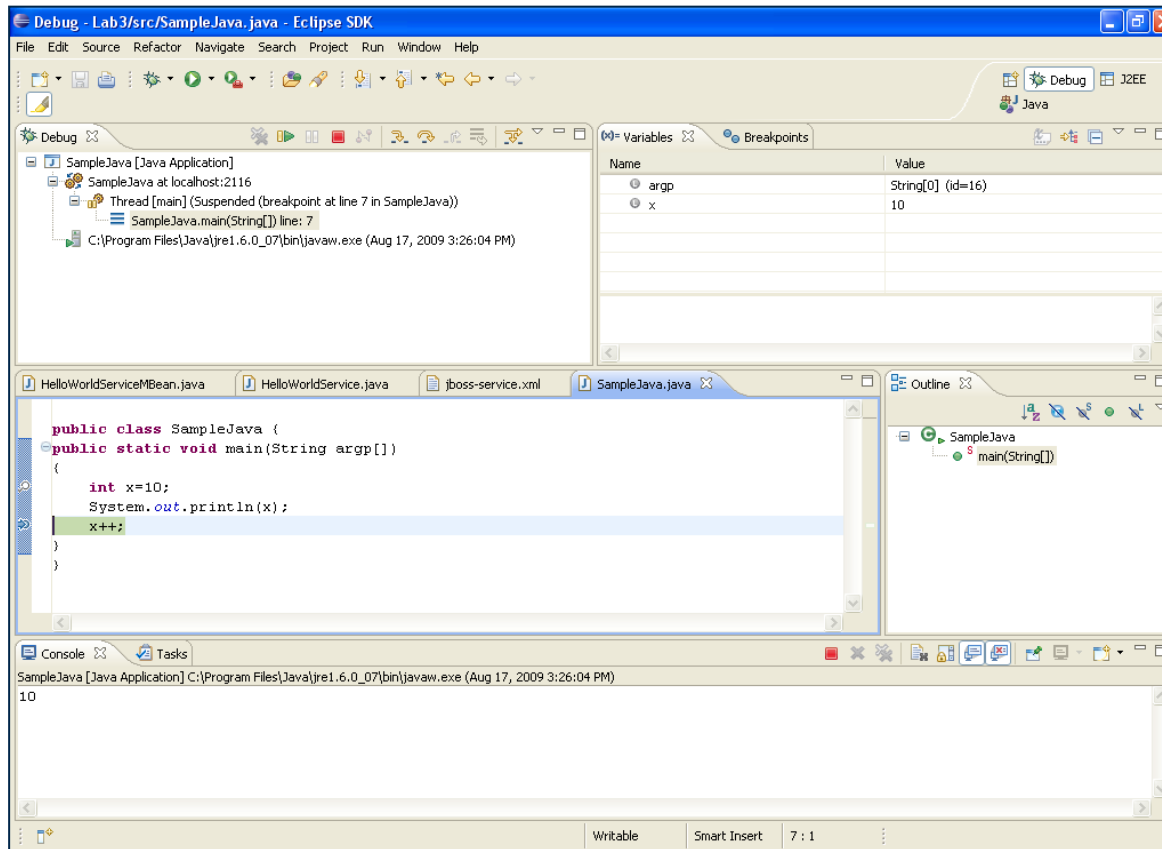 Debug - Lab3/src/SampleJava.java - Eclipse SDK
File Edit Source Refactor Navigate Search Project Run Window Help
Debug J2EE
Java
Debug
SampleJava [Java Application]
SampleJava at localhost:2116
Thread [main] (Suspended (breakpoint at line 7 in SampleJava))
SampleJava.main(String[]) line: 7
C:\Program Files\Java\jre1.6.0_07\bin\javaw.exe (Aug 17, 2009 3:26:04 PM)
(x)= Variables Breakpoints
Name Value
argp String[0] (id=16)
x 10
HelloWorldServiceMBean.java HelloWorldService.java jboss-service.xml SampleJava.java
public class SampleJava {
public static void main(String argp[])
{
int x=10;
System.out.println(x);
x++;
}
}
Outline
SampleJava
main(String[])
Console Tasks
SampleJava [Java Application] C:\Program Files\Java\jre1.6.0_07\bin\javaw.exe (Aug 17, 2009 3:26:04 PM)
10
Writable Smart Insert 7 : 1